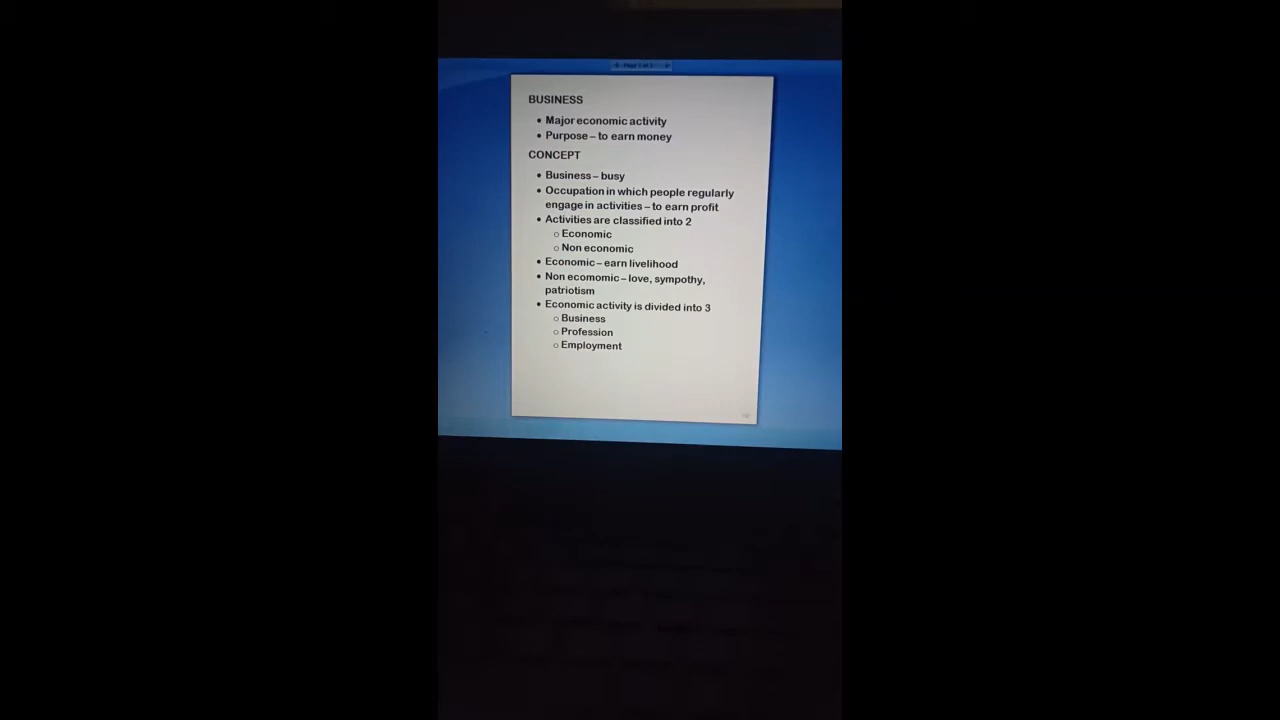 BUSINESS
• Major economic activity
• Purpose – to earn money
CONCEPT
• Business – busy
• Occupation in which people regularly
engage in activities – to earn profit
• Activities are classified into 2
○ Economic
○ Non economic
• Economic – earn livelihood
• Non ecomomic – love, sympothy,
patriotism
• Economic activity is divided into 3
○ Business
○ Profession
○ Employment